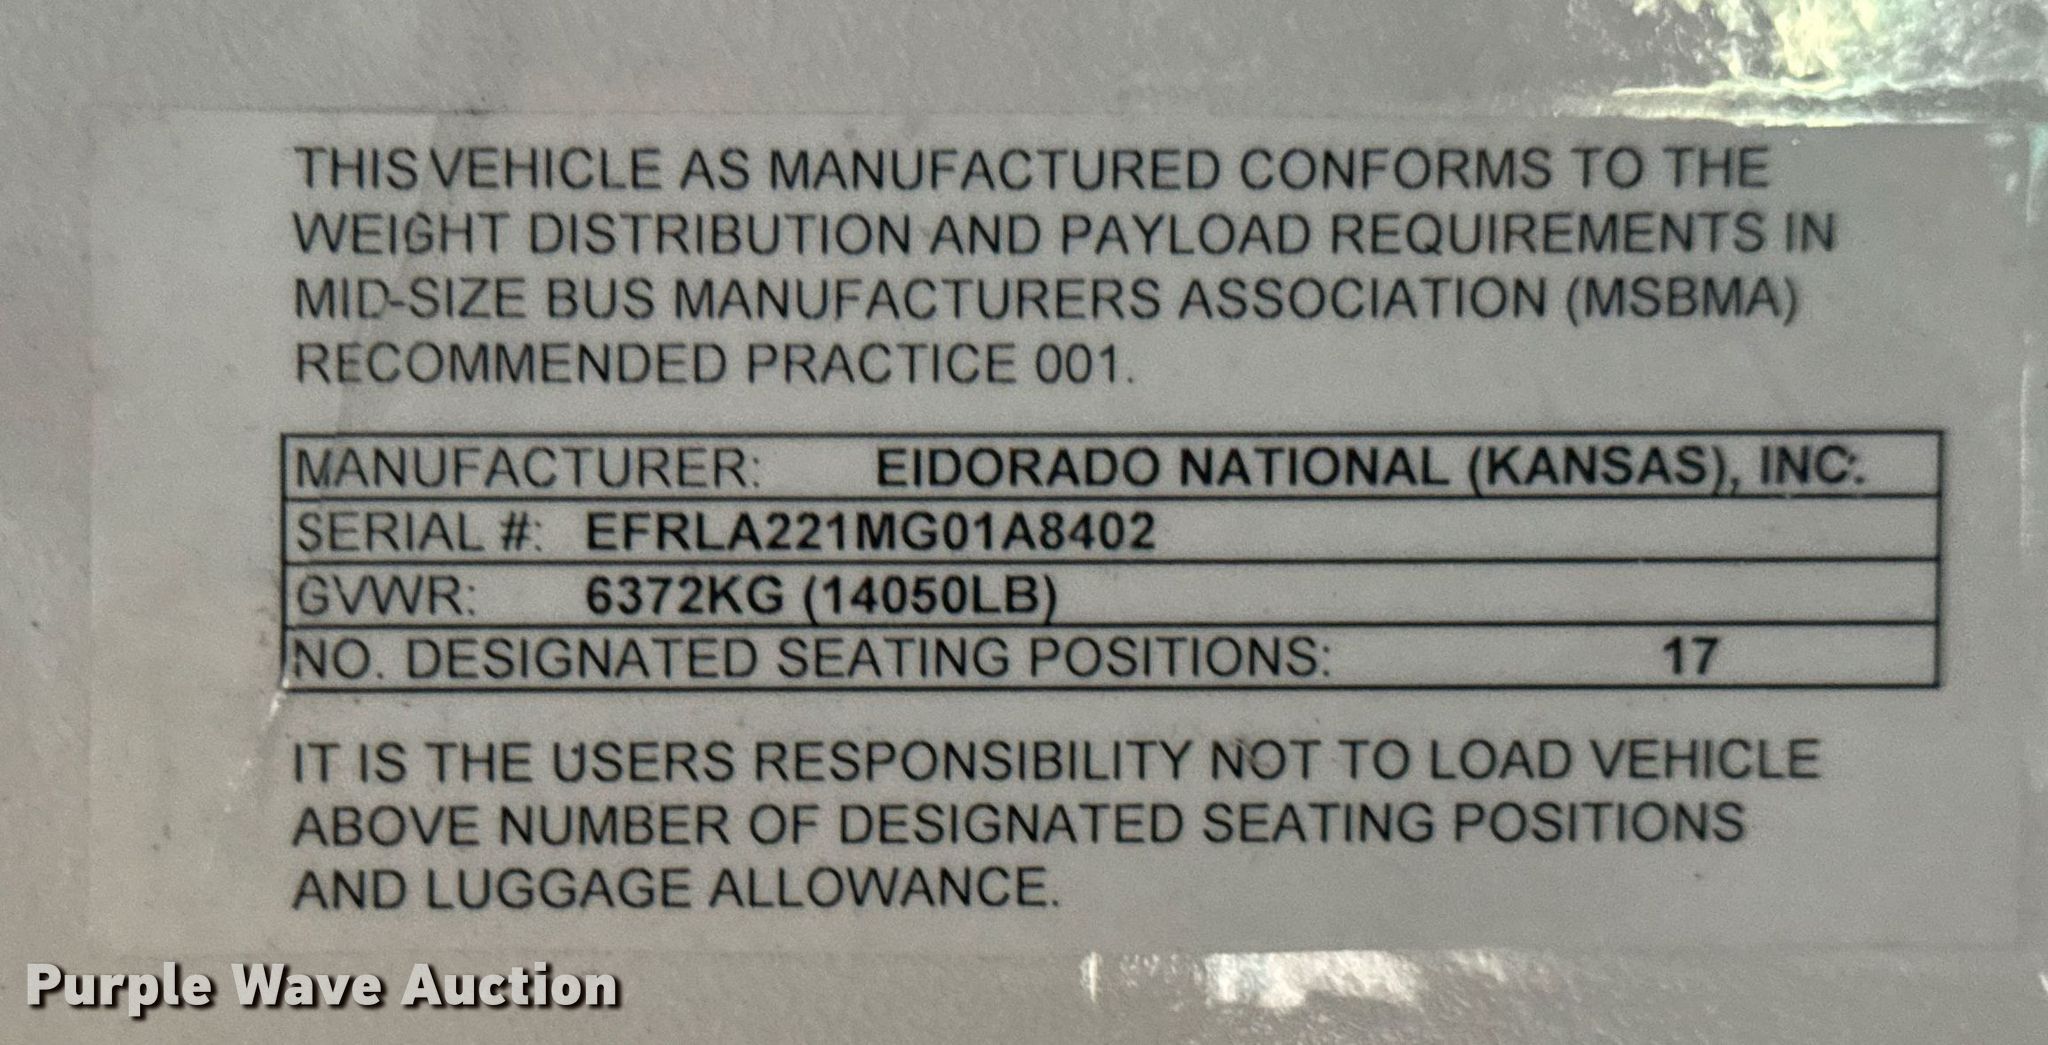 THIS VEHICLE AS MANUFACTURED CONFORMS TO THE
WEIGHT DISTRIBUTION AND PAYLOAD REQUIREMENTS IN
MID-SIZE BUS MANUFACTURERS ASSOCIATION (MSBMA)
RECOMMENDED PRACTICE 001.
MANUFACTURER: EIDORADO NATIONAL (KANSAS), INC.
SERIAL #: EFRLA221MG01A8402
GVWR: 6372KG (14050LB)
NO. DESIGNATED SEATING POSITIONS: 17
IT IS THE USERS RESPONSIBILITY NOT TO LOAD VEHICLE
ABOVE NUMBER OF DESIGNATED SEATING POSITIONS
AND LUGGAGE ALLOWANCE.
Purple Wave Auction